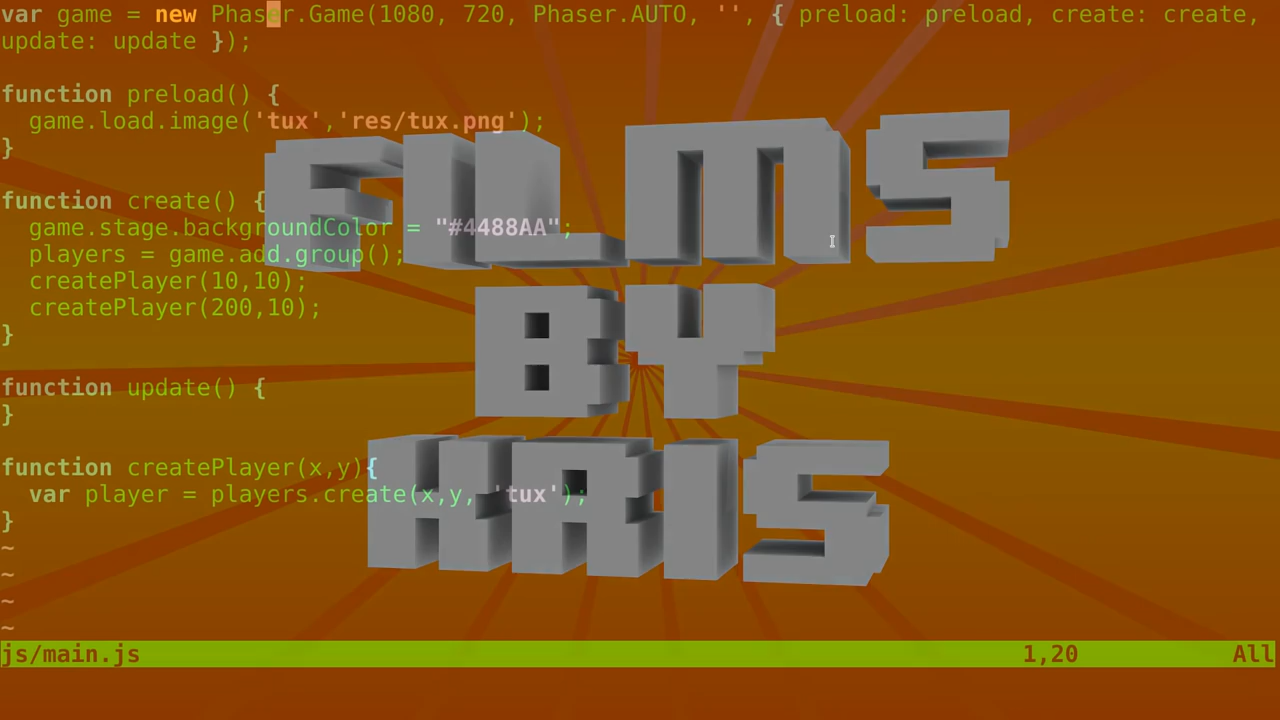 var game = new Phaser.Game(1080, 720, Phaser.AUTO, '', { preload: preload, create: create,
update: update });
function preload() {
game.load.image('tux','res/tux.png');
}
function create() {
game.stage.backgroundColor = "#4488AA";
players = game.add.group();
createPlayer(10,10);
createPlayer(200,10);
}
function update() {
}
function createPlayer(x,y){
var player = players.create(x,y, 'tux');
}
~
~
~
~
js/main.js 1,20 All
FILMS
BY
KRIS